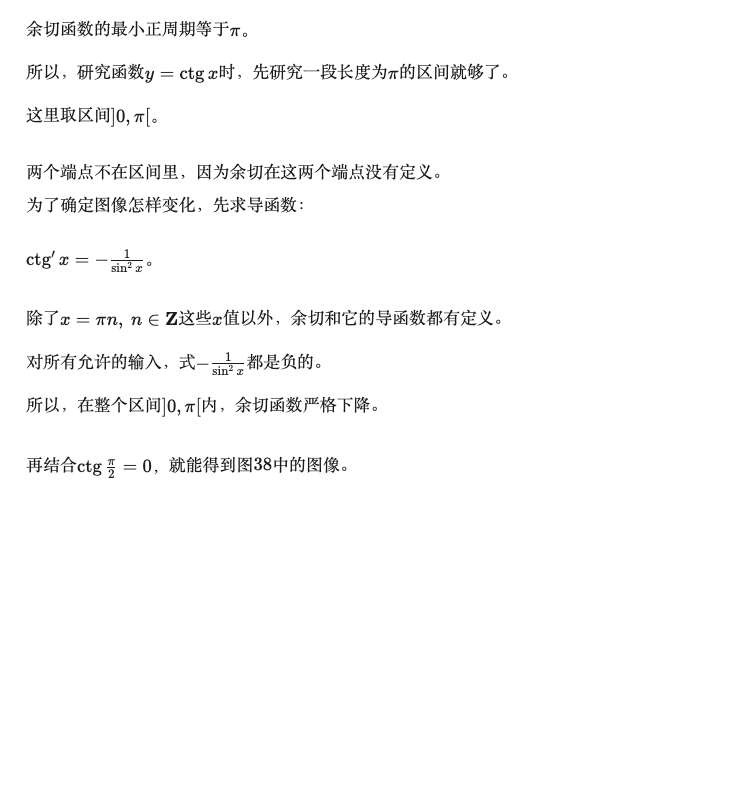 余切函数的最小正周期等于π。
所以，研究函数y = ctg x时，先研究一段长度为π的区间就够了。
这里取区间]0, π[。
两个端点不在区间里，因为余切在这两个端点没有定义。
为了确定图像怎样变化，先求导函数：
ctg′ x = −\frac{1}{sin² x}。
除了x = πn, n ∈ Z这些x值以外，余切和它的导函数都有定义。
对所有允许的输入，式−\frac{1}{sin² x}都是负的。
所以，在整个区间]0, π[内，余切函数严格下降。
再结合ctg \frac{π}{2} = 0，就能得到图38中的图像。